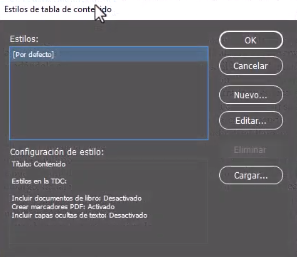 Estilos de tabla de contenido
Estilos:
[Por defecto]
OK
Cancelar
Nuevo...
Editar...
Eliminar
Cargar...
Configuración de estilo:
Título: Contenido
Estilos en la TDC:
Incluir documentos de libro: Desactivado
Crear marcadores PDF: Activado
Incluir capas ocultas de texto: Desactivado